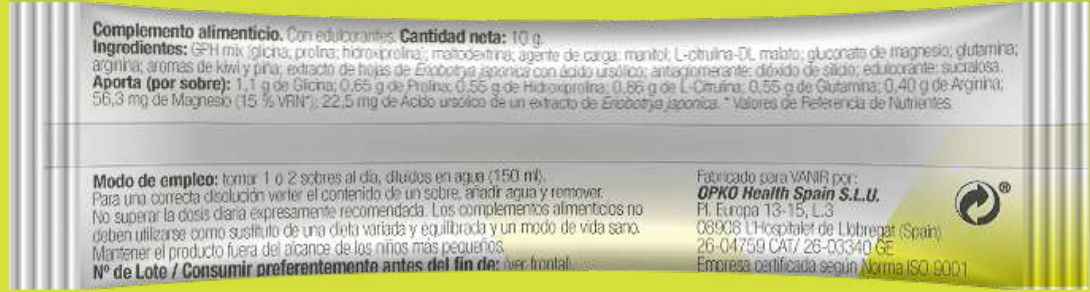 Complemento alimenticio. Con edulcorantes. Cantidad neta: 10 g.
Ingredientes: GPH mix (glicina; prolina; hidroxiprolina); maltodextrina; agente de carga: manitol; L-citrulina-DL malato; gluconato de magnesio; glutamina;
arginina; aromas de kiwi y piña; extracto de hojas de Eriobotrya japonica con ácido ursólico; antiaglomerante: dióxido de silicio; edulcorante: sucralosa.
Aporta (por sobre): 1,1 g de Glicina; 0,65 g de Prolina; 0,55 g de Hidroxiprolina; 0,86 g de L-Citrulina; 0,55 g de Glutamina; 0,40 g de Arginina;
56,3 mg de Magnesio (15 % VRN*); 22,5 mg de Ácido ursólico de un extracto de Eriobotrya japonica. * Valores de Referencia de Nutrientes.
Modo de empleo: tomar 1 o 2 sobres al día, diluidos en agua (150 ml).
Para una correcta disolución verter el contenido de un sobre, añadir agua y remover.
No superar la dosis diaria expresamente recomendada. Los complementos alimenticios no
deben utilizarse como sustituto de una dieta variada y equilibrada y un modo de vida sano.
Mantener el producto fuera del alcance de los niños más pequeños.
Nº de Lote / Consumir preferentemente antes del fin de: (ver frontal)
Fabricado para VANIR por:
OPKO Health Spain S.L.U.
Pl. Europa 13-15, L.3
08908 L'Hospitalet de Llobregat (Spain)
26-04759 CAT/ 26-03340 GE
Empresa certificada según Norma ISO 9001
®